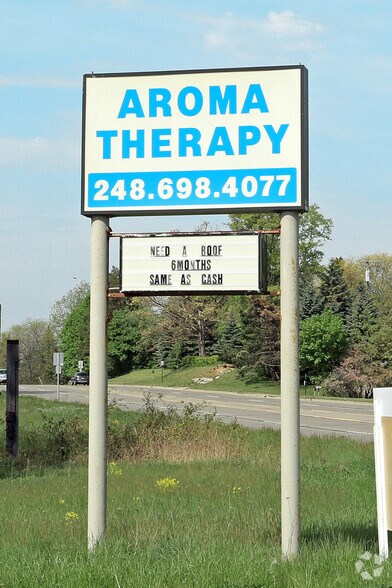 AROMA
THERAPY
248.698.4077
NEED A ROOF
6MONTHS
SAME AS CASH